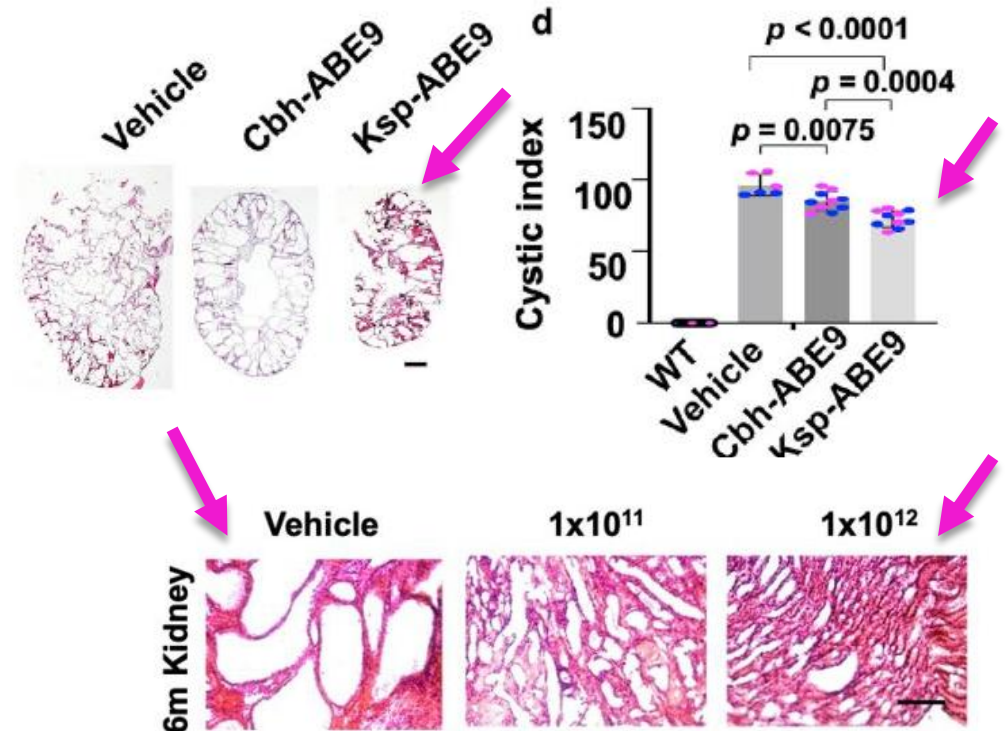 Vehicle
Cbh-ABE9
Ksp-ABE9
d
p < 0.0001
p = 0.0004
p = 0.0075
Cystic index
150
100
50
0
WT
Vehicle
Cbh-ABE9
Ksp-ABE9
Vehicle
1x10¹¹
1x10¹²
6m Kidney